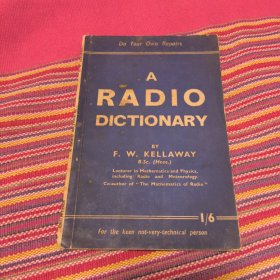 Do Your Own Repairs
A
RADIO
DICTIONARY
BY
F. W. KELLAWAY
B.Sc. (Hons.)
Lecturer in Mathematics and Physics,
including Radio and Meteorology.
Co-author of "The Mathematics of Radio"
1/6
For the keen not-very-technical person